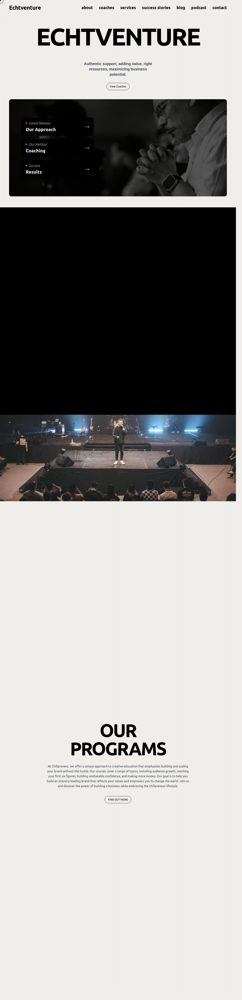 Echtventure
about coaches services success stories blog podcast contact
ECHTVENTURE
Authentic support, adding value, right
resources, maximizing business
potential.
View Coaches
Latest Release
Our Approach
→
Our Method
Coaching
→
Success
Results
→
OUR
PROGRAMS
At Chillpreneur, we offer a unique approach to creative education that emphasizes building and scaling
your brand without the hustle. Our courses cover a range of topics, including audience growth, reaching
your first six figures, building unshakable confidence, and making more money. Our goal is to help you
build an industry-leading brand that reflects your values and empowers you to change the world. Join us
and discover the power of building a business while embracing the chillpreneur lifestyle.
FIND OUT MORE